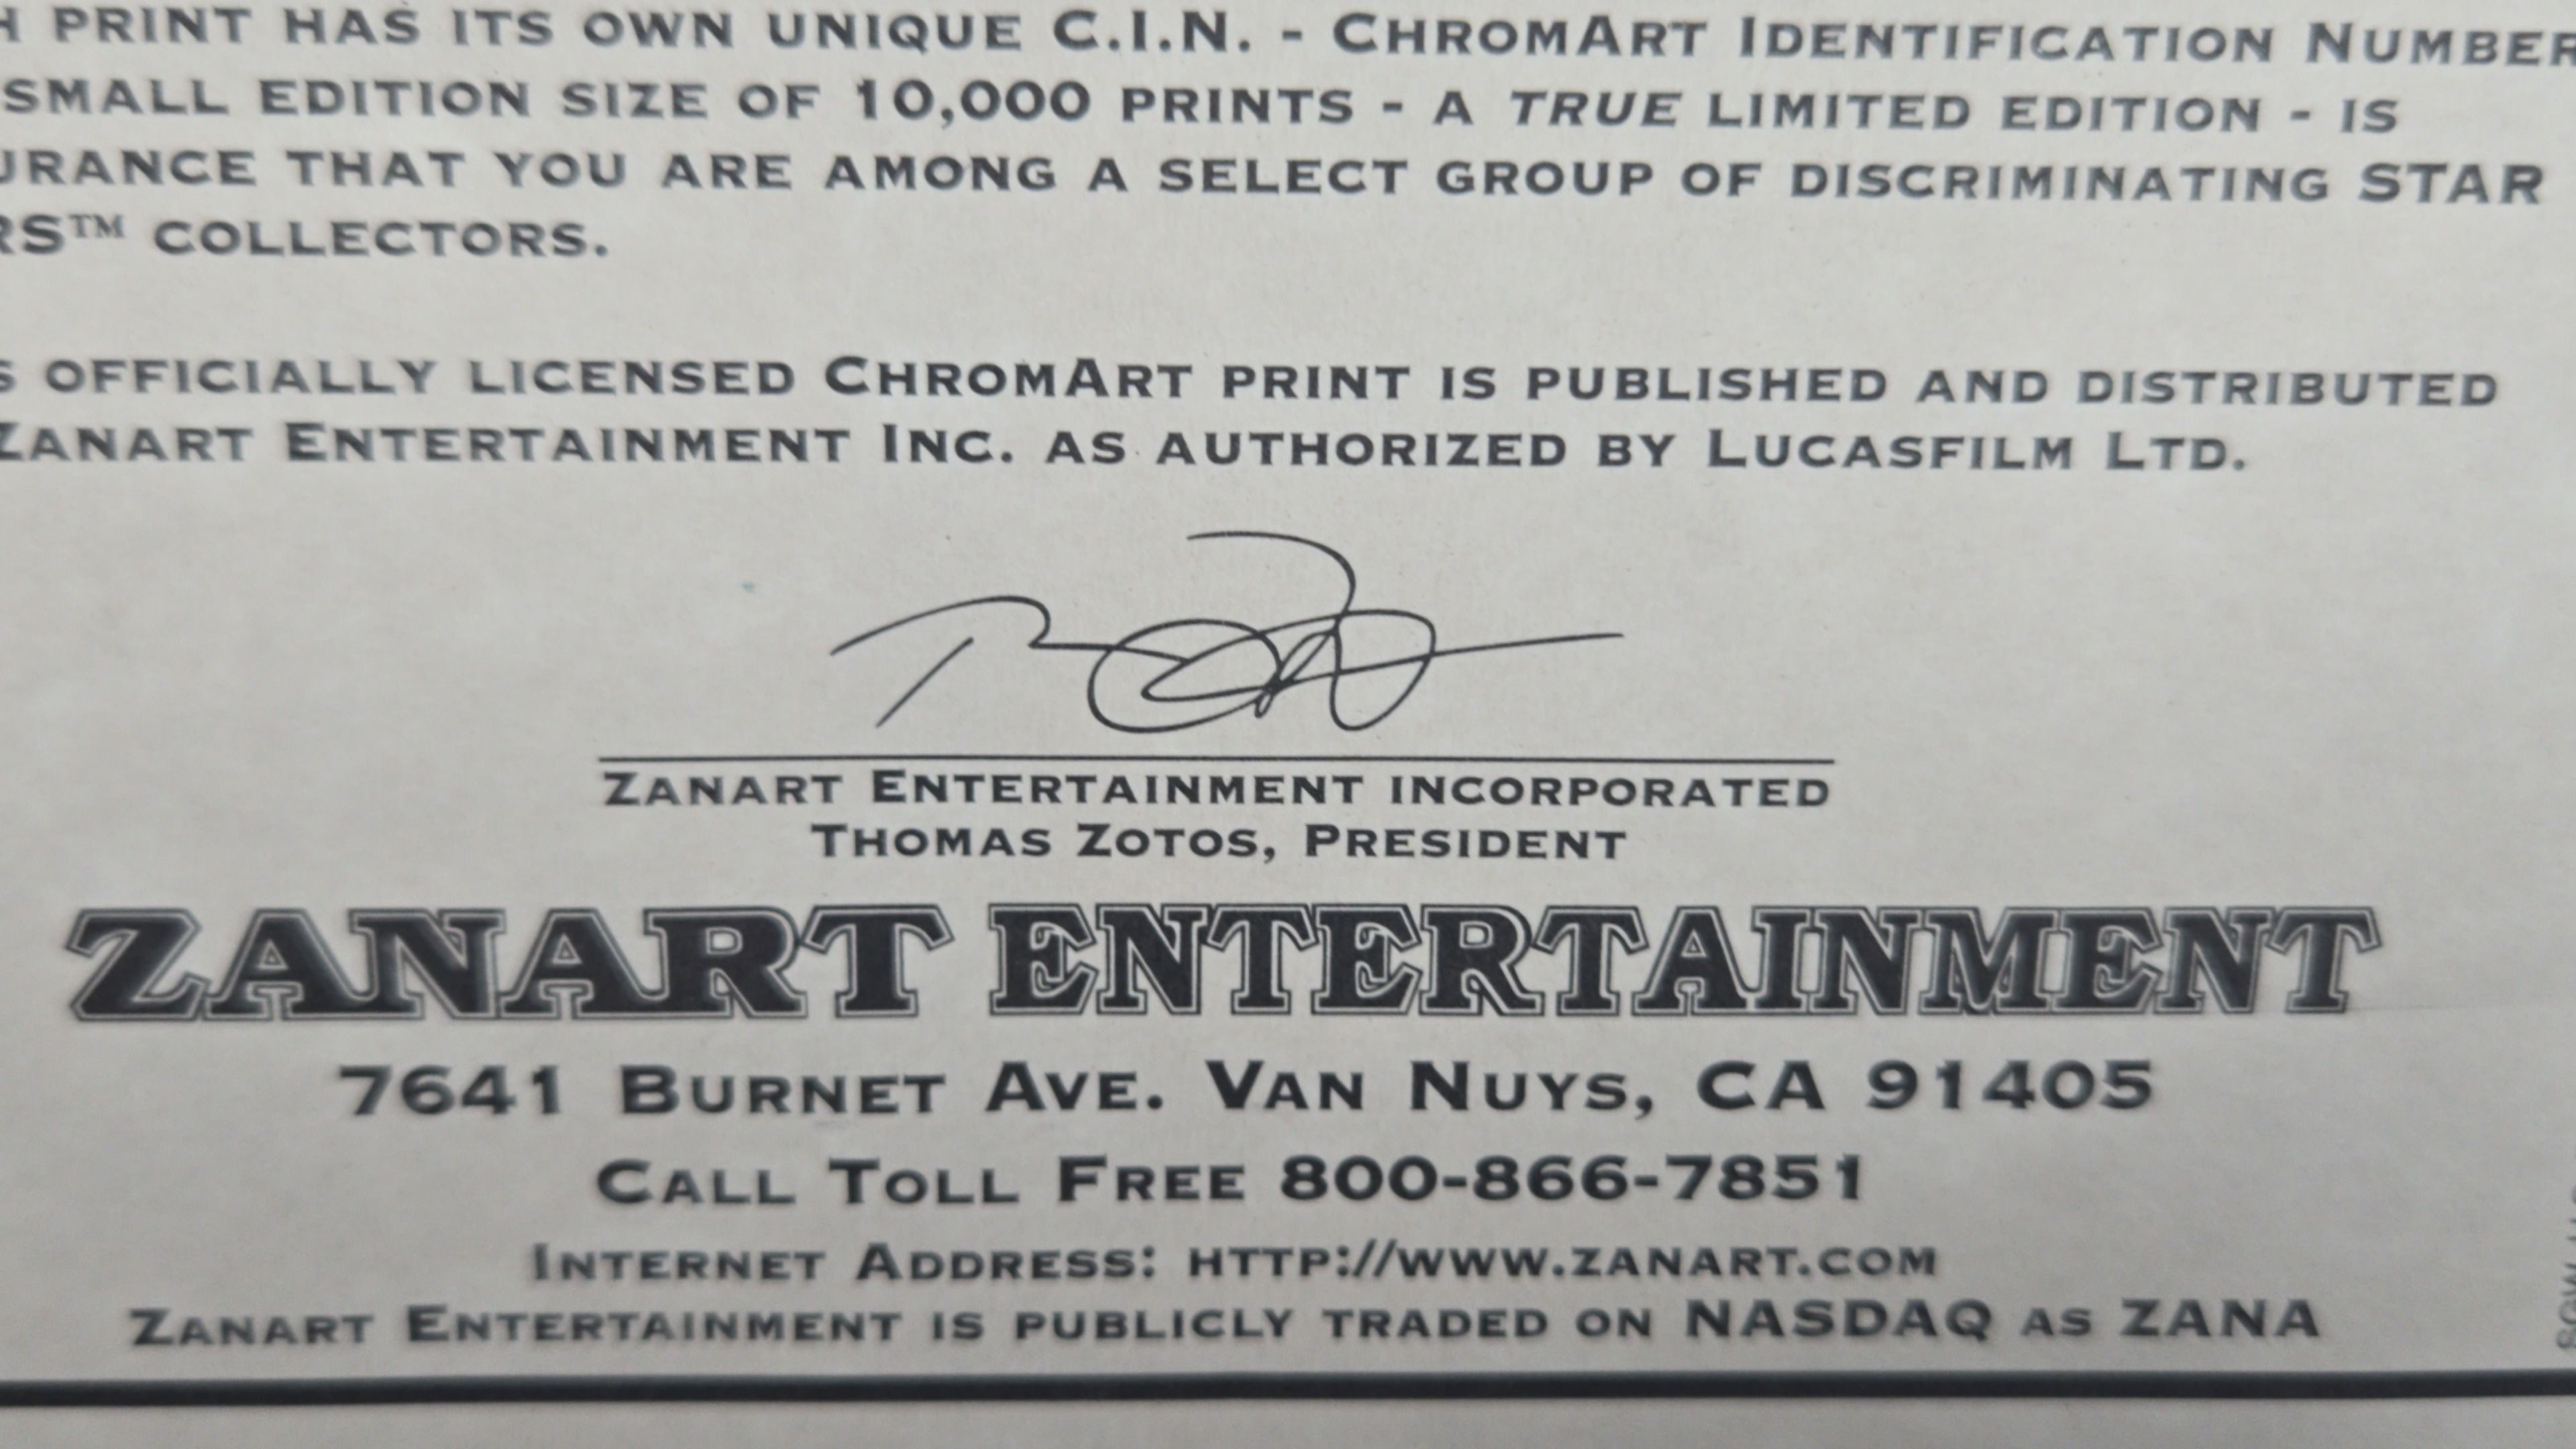 PRINT HAS ITS OWN UNIQUE C.I.N. - CHROMART IDENTIFICATION NUMBER
SMALL EDITION SIZE OF 10,000 PRINTS - A TRUE LIMITED EDITION - IS
URANCE THAT YOU ARE AMONG A SELECT GROUP OF DISCRIMINATING STAR
RS™ COLLECTORS.
S OFFICIALLY LICENSED CHROMART PRINT IS PUBLISHED AND DISTRIBUTED
ZANART ENTERTAINMENT INC. AS AUTHORIZED BY LUCASFILM LTD.
ZANART ENTERTAINMENT INCORPORATED
THOMAS ZOTOS, PRESIDENT
ZANART ENTERTAINMENT
7641 BURNET AVE. VAN NUYS, CA 91405
CALL TOLL FREE 800-866-7851
INTERNET ADDRESS: HTTP://WWW.ZANART.COM
ZANART ENTERTAINMENT IS PUBLICLY TRADED ON NASDAQ AS ZANA